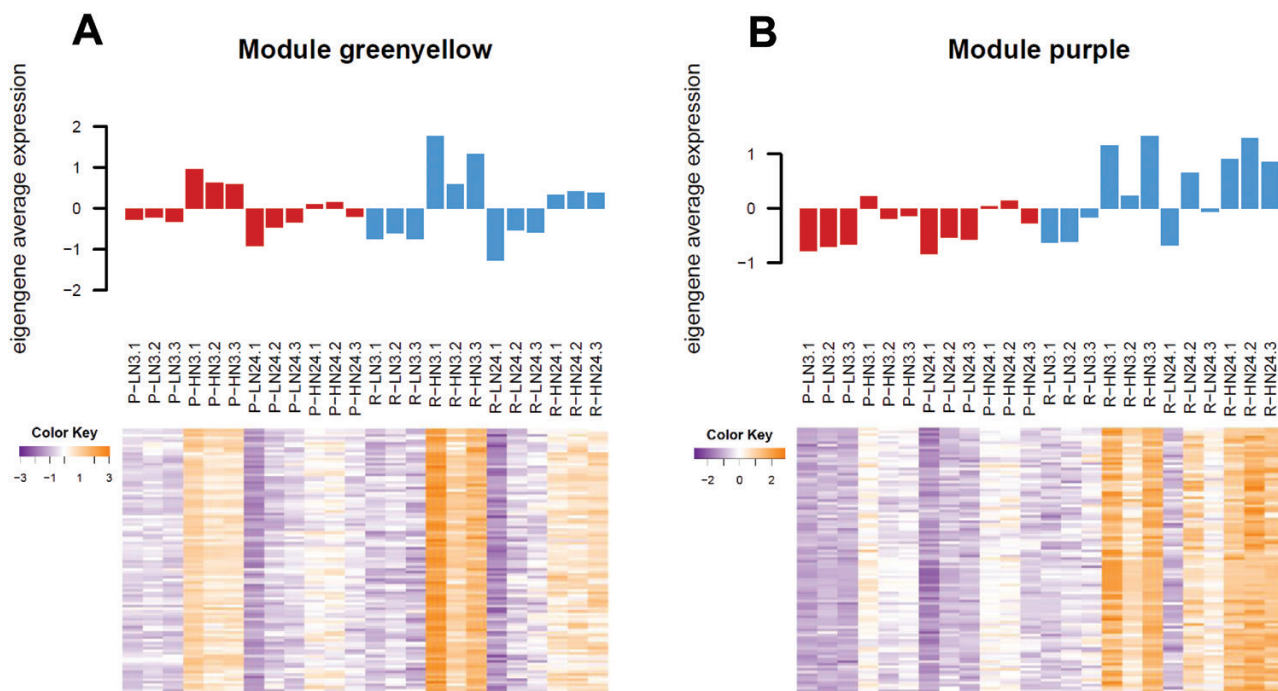 A
Module greenyellow
eigengene average expression
2
1
0
−1
−2
P−LN3.1
P−LN3.2
P−LN3.3
P−HN3.1
P−HN3.2
P−HN3.3
P−LN24.1
P−LN24.2
P−LN24.3
P−HN24.1
P−HN24.2
P−HN24.3
R−LN3.1
R−LN3.2
R−LN3.3
R−HN3.1
R−HN3.2
R−HN3.3
R−LN24.1
R−LN24.2
R−LN24.3
R−HN24.1
R−HN24.2
R−HN24.3
Color Key
−3 −1 1 3
B
Module purple
eigengene average expression
1
0
−1
P−LN3.1
P−LN3.2
P−LN3.3
P−HN3.1
P−HN3.2
P−HN3.3
P−LN24.1
P−LN24.2
P−LN24.3
P−HN24.1
P−HN24.2
P−HN24.3
R−LN3.1
R−LN3.2
R−LN3.3
R−HN3.1
R−HN3.2
R−HN3.3
R−LN24.1
R−LN24.2
R−LN24.3
R−HN24.1
R−HN24.2
R−HN24.3
Color Key
−2 0 2